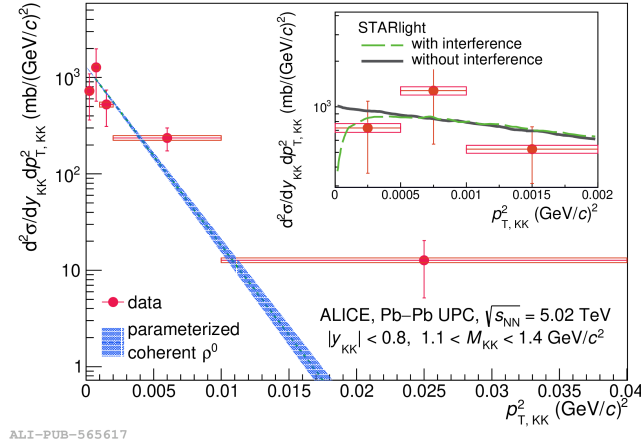 d²σ/dy_KK dp²_T, KK (mb/(GeV/c)²)
10³
10²
10
1
0 0.005 0.01 0.015 0.02 0.025 0.03 0.035 0.04
p²_T, KK (GeV/c)²
data
parameterized
coherent ρ⁰
ALICE, Pb−Pb UPC, √s_NN = 5.02 TeV
|y_KK| < 0.8, 1.1 < M_KK < 1.4 GeV/c²
d²σ/dy_KK dp²_T, KK (mb/(GeV/c)²)
STARlight
with interference
without interference
10³
0 0.0005 0.001 0.0015 0.002
p²_T, KK (GeV/c)²
ALI-PUB-565617